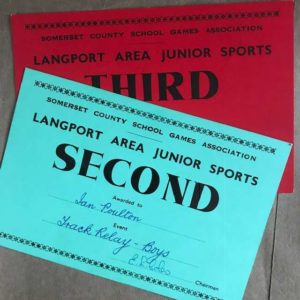 SOMERSET COUNTY SCHOOL GAMES ASSOCIATION
LANGPORT AREA JUNIOR SPORTS
THIRD
SOMERSET COUNTY SCHOOL GAMES ASSOCIATION
LANGPORT AREA JUNIOR SPORTS
SECOND
Awarded to
Ian Poulton
Event
Track Relay - Boys
Chairman